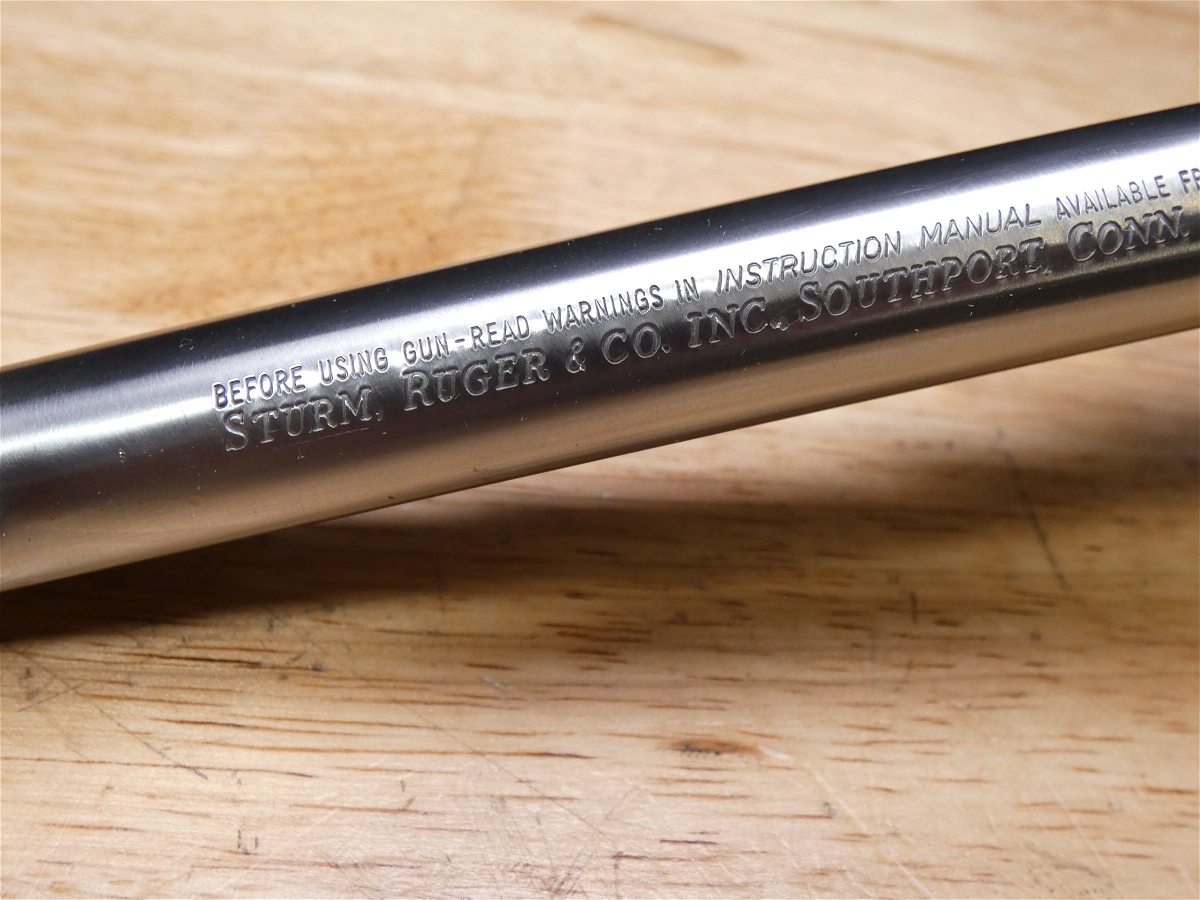 BEFORE USING GUN-READ WARNINGS IN INSTRUCTION MANUAL AVAILABLE FR
STURM, RUGER & CO. INC., SOUTHPORT, CONN.